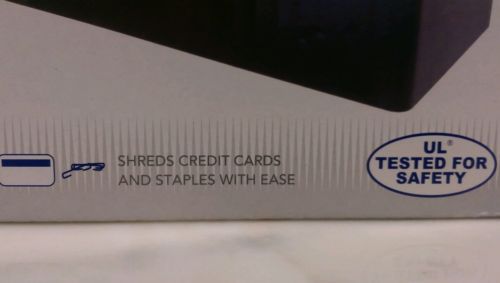 SHREDS CREDIT CARDS
AND STAPLES WITH EASE
UL®
TESTED FOR
SAFETY